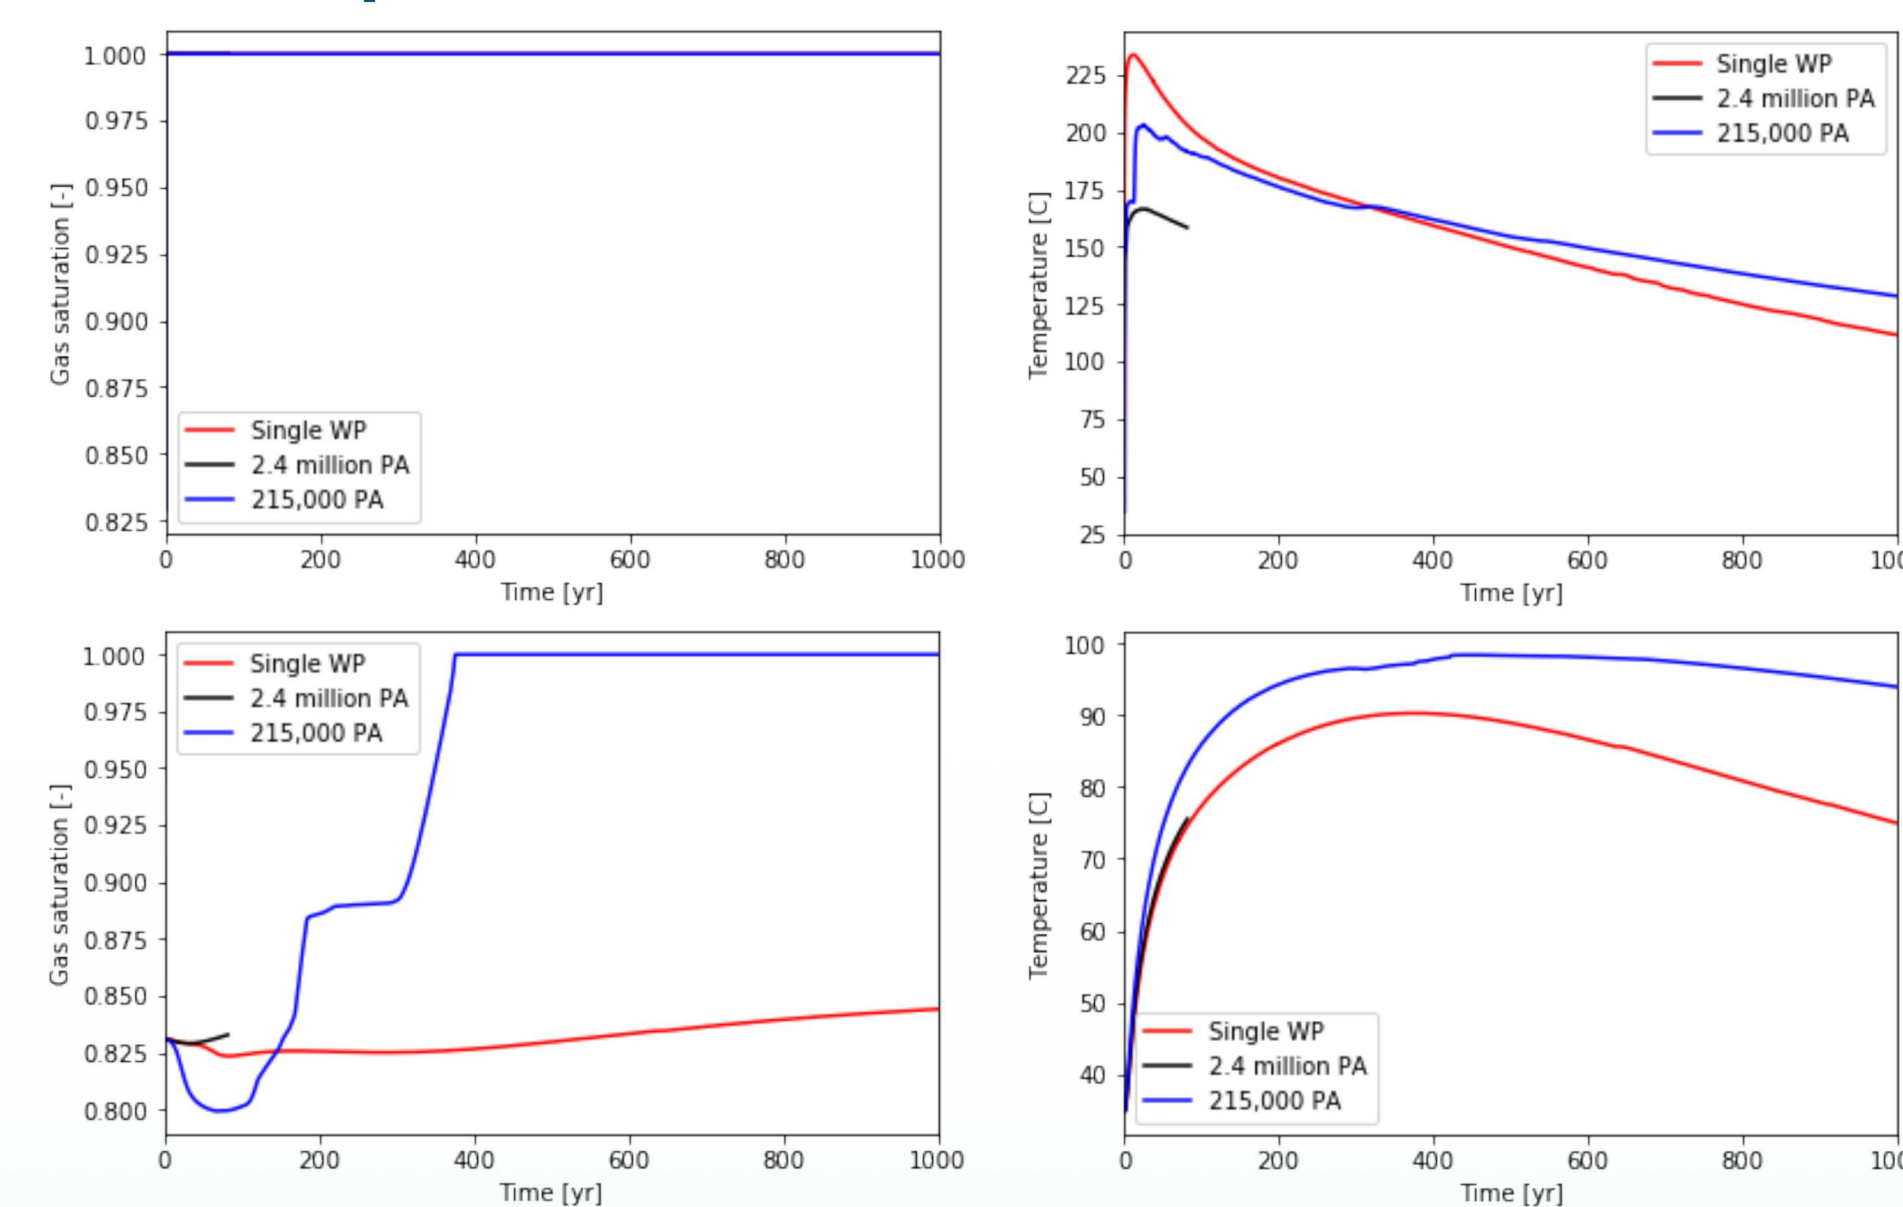 1.000
0.975
0.950
0.925
0.900
0.875
0.850
0.825
Gas saturation [-]
Single WP
2.4 million PA
215,000 PA
0 200 400 600 800 1000
Time [yr]
225
200
175
150
125
100
75
50
25
Temperature [C]
Single WP
2.4 million PA
215,000 PA
0 200 400 600 800 100
Time [yr]
1.000
0.975
0.950
0.925
0.900
0.875
0.850
0.825
0.800
Gas saturation [-]
Single WP
2.4 million PA
215,000 PA
0 200 400 600 800 1000
Time [yr]
100
90
80
70
60
50
40
Temperature [C]
Single WP
2.4 million PA
215,000 PA
0 200 400 600 800 100
Time [yr]